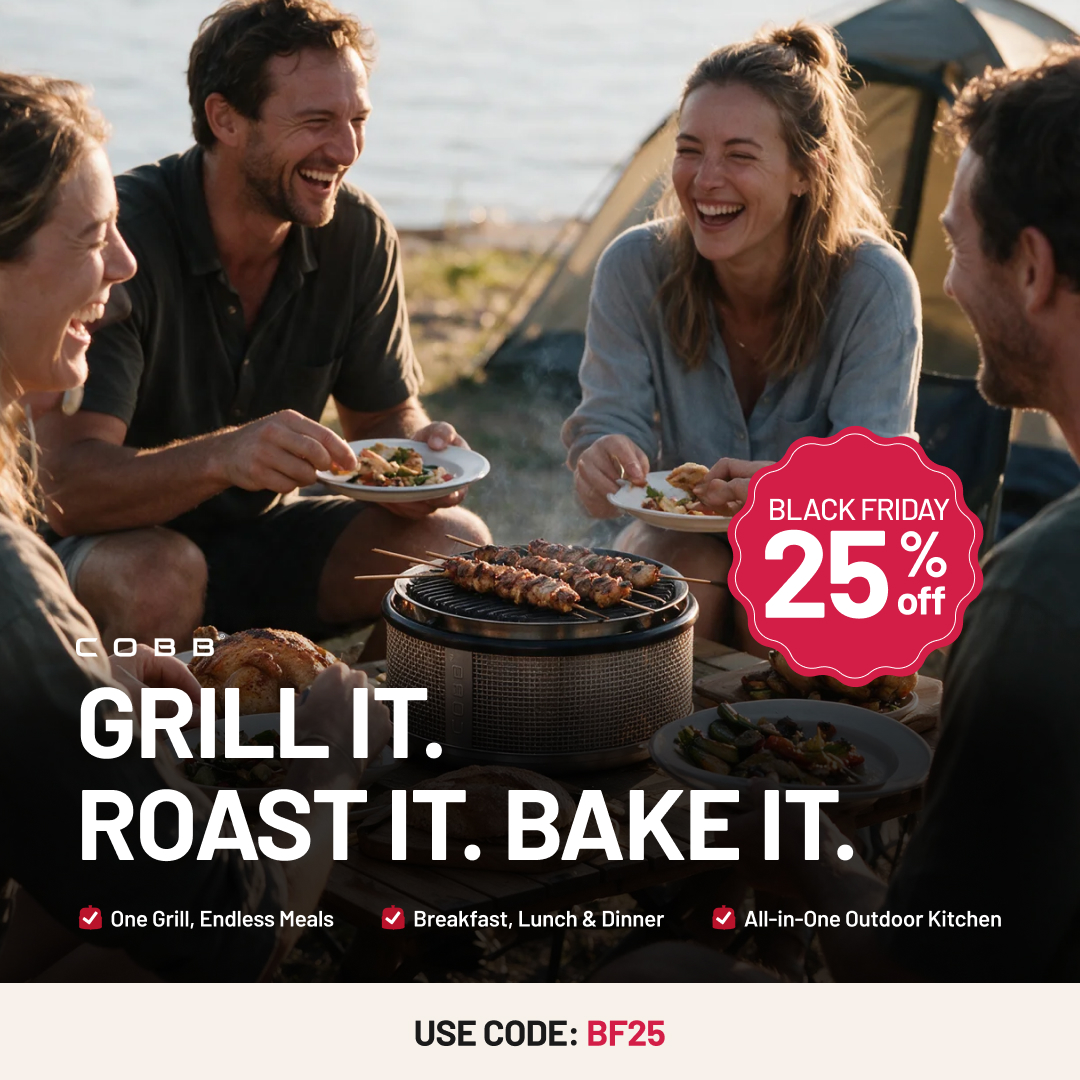 BLACK FRIDAY
25%
off
COBB
GRILL IT.
ROAST IT. BAKE IT.
One Grill, Endless Meals
Breakfast, Lunch & Dinner
All-in-One Outdoor Kitchen
USE CODE: BF25